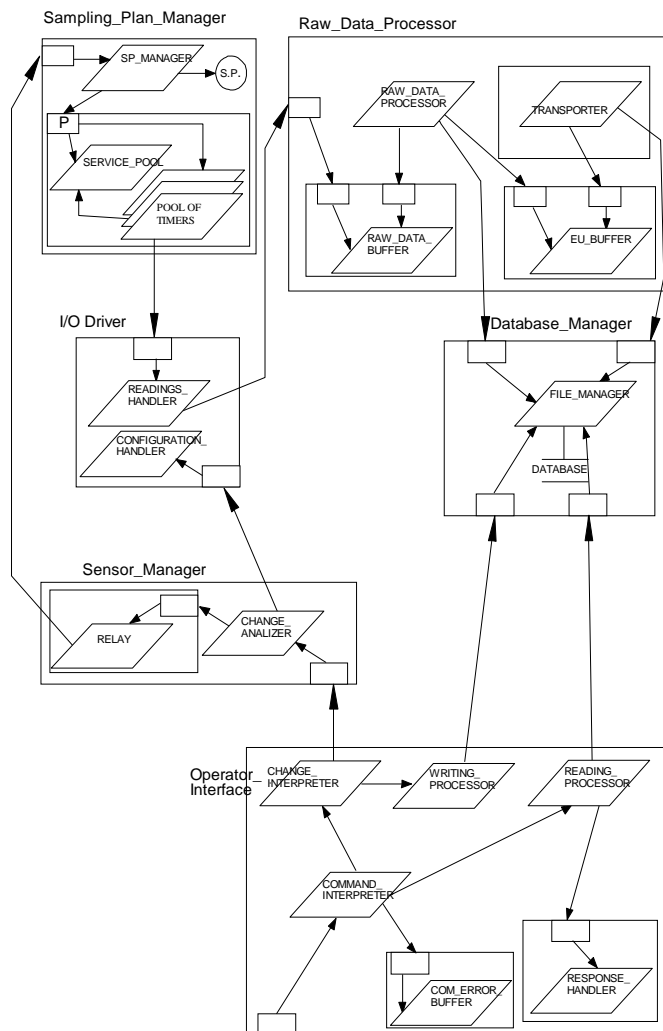 Sampling_Plan_Manager
Raw_Data_Processor
SP_MANAGER
S.P.
RAW_DATA_
PROCESSOR
TRANSPORTER
P
SERVICE_POOL
POOL OF
TIMERS
RAW_DATA_
BUFFER
EU_BUFFER
I/O Driver
Database_Manager
READINGS_
HANDLER
FILE_MANAGER
CONFIGURATION_
HANDLER
DATABASE
Sensor_Manager
RELAY
CHANGE_
ANALIZER
Operator_
Interface
CHANGE_
INTERPRETER
WRITING_
PROCESSOR
READING_
PROCESSOR
COMMAND_
INTERPRETER
COM_ERROR_
BUFFER
RESPONSE_
HANDLER